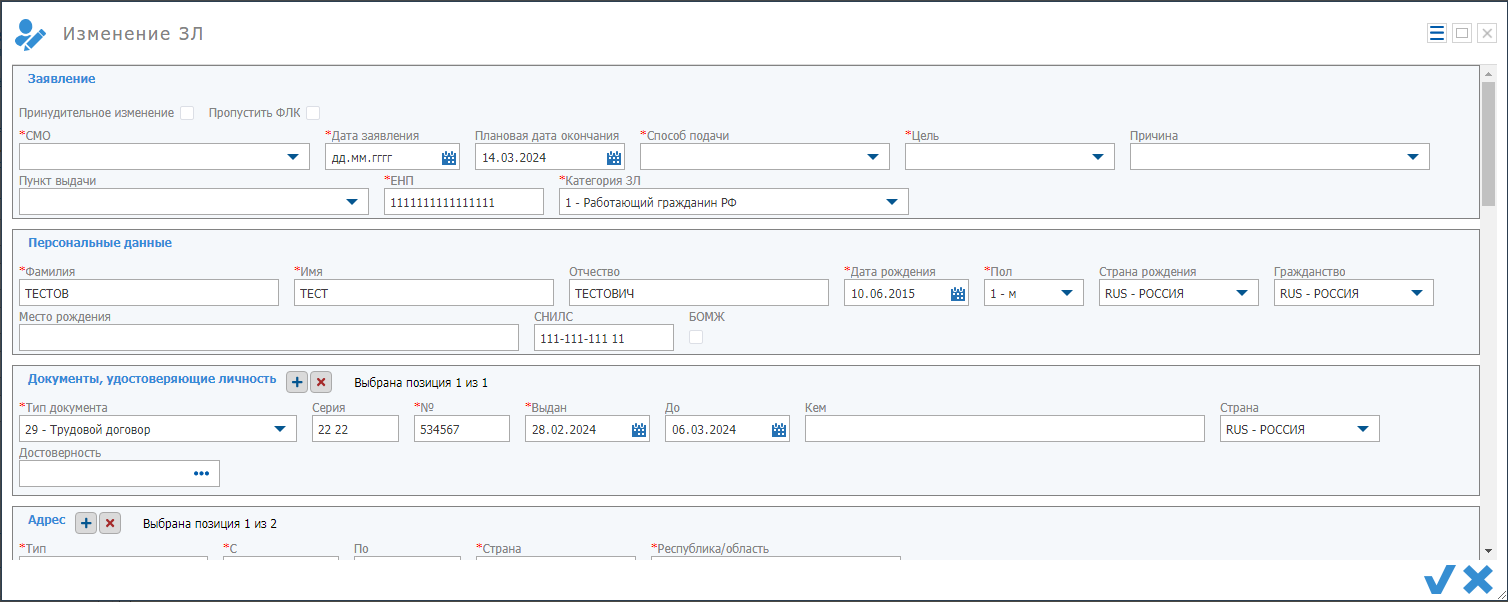 Изменение ЗЛ
Заявление
Принудительное изменение Пропустить ФЛК
*СМО *Дата заявления Плановая дата окончания *Способ подачи *Цель Причина
дд.мм.гггг 14.03.2024
Пункт выдачи *ЕНП *Категория ЗЛ
1111111111111111 1 - Работающий гражданин РФ
Персональные данные
*Фамилия *Имя Отчество *Дата рождения *Пол Страна рождения Гражданство
ТЕСТОВ ТЕСТ ТЕСТОВИЧ 10.06.2015 1 - м RUS - РОССИЯ RUS - РОССИЯ
Место рождения СНИЛС БОМЖ
111-111-111 11
Документы, удостоверяющие личность Выбрана позиция 1 из 1
*Тип документа Серия *№ *Выдан До Кем Страна
29 - Трудовой договор 22 22 534567 28.02.2024 06.03.2024 RUS - РОССИЯ
Достоверность
Адрес Выбрана позиция 1 из 2
*Тип *С По *Страна *Республика/область